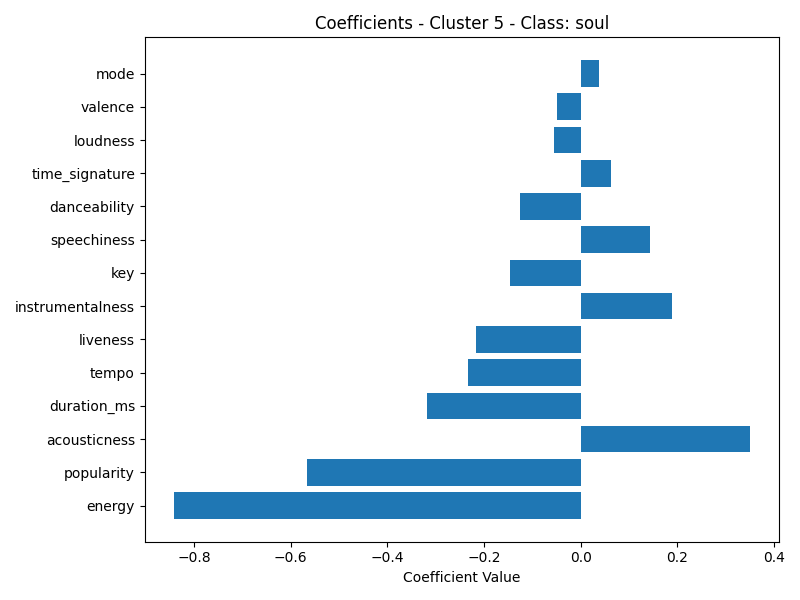 Coefficients - Cluster 5 - Class: soul
mode
valence
loudness
time_signature
danceability
speechiness
key
instrumentalness
liveness
tempo
duration_ms
acousticness
popularity
energy
−0.8 −0.6 −0.4 −0.2 0.0 0.2 0.4
Coefficient Value